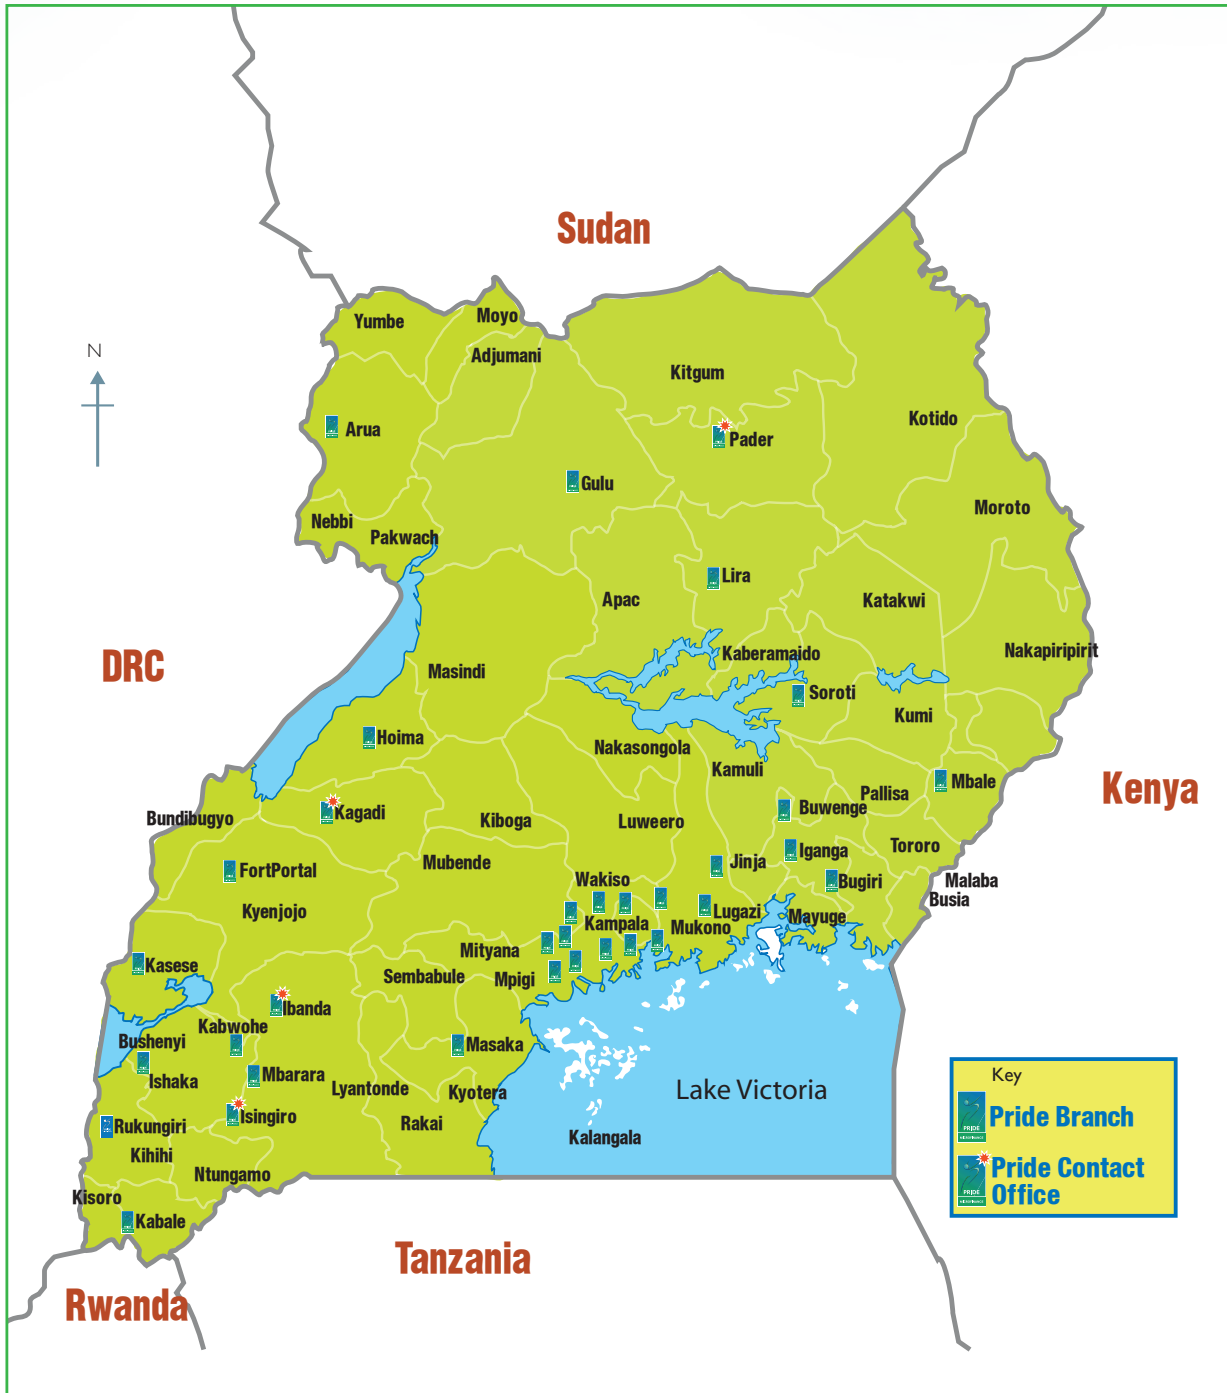 Sudan
Yumbe
Moyo
Adjumani
N
Kitgum
Kotido
Arua
Pader
Gulu
Moroto
Nebbi
Pakwach
Lira
Apac
Katakwi
DRC
Kaberamaido
Nakapiripirit
Masindi
Soroti
Kumi
Hoima
Nakasongola
Kamuli
Mbale
Kenya
Pallisa
Buwenge
Kagadi
Bundibugyo
Kiboga
Luweero
Tororo
Iganga
Mubende
Jinja
FortPortal
Wakiso
Bugiri
Malaba
Busia
Kyenjojo
Lugazi
Mayuge
Kampala
Mukono
Mityana
Kasese
Sembabule
Mpigi
Ibanda
Kabwohe
Bushenyi
Masaka
Ishaka
Mbarara
Lyantonde
Kyotera
Lake Victoria
Isingiro
Rukungiri
Rakai
Kalangala
Kihihi
Ntungamo
Kisoro
Kabale
Tanzania
Rwanda
Key
PRIDE
Pride Branch
PRIDE
Pride Contact
Office